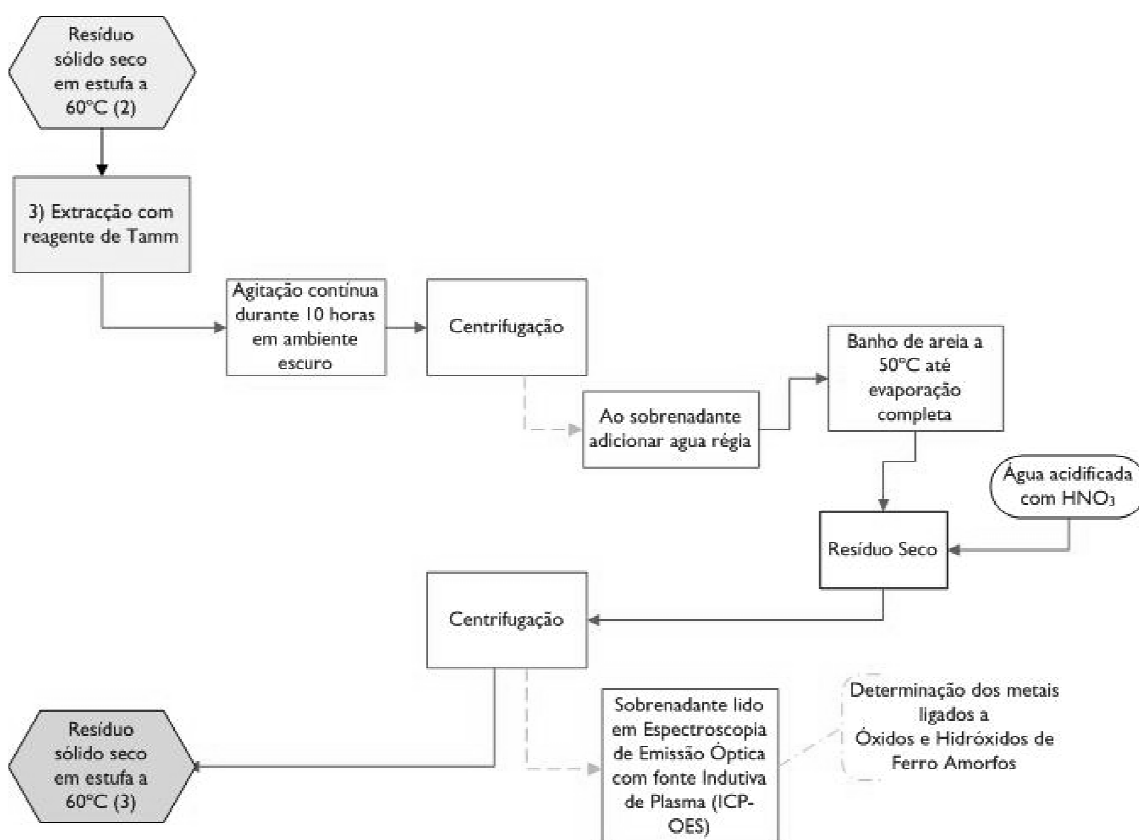 Resíduo
sólido seco
em estufa a
60ºC (2)
3) Extracção com
reagente de Tamm
Agitação contínua
durante 10 horas
em ambiente
escuro
Centrifugação
Ao sobrenadante
adicionar agua régia
Banho de areia a
50ºC até
evaporação
completa
Água acidificada
com HNO₃
Resíduo Seco
Centrifugação
Sobrenadante lido
em Espectroscopia
de Emissão Óptica
com fonte Indutiva
de Plasma (ICP-
OES)
Determinação dos metais
ligados a
Óxidos e Hidróxidos de
Ferro Amorfos
Resíduo
sólido seco
em estufa a
60ºC (3)